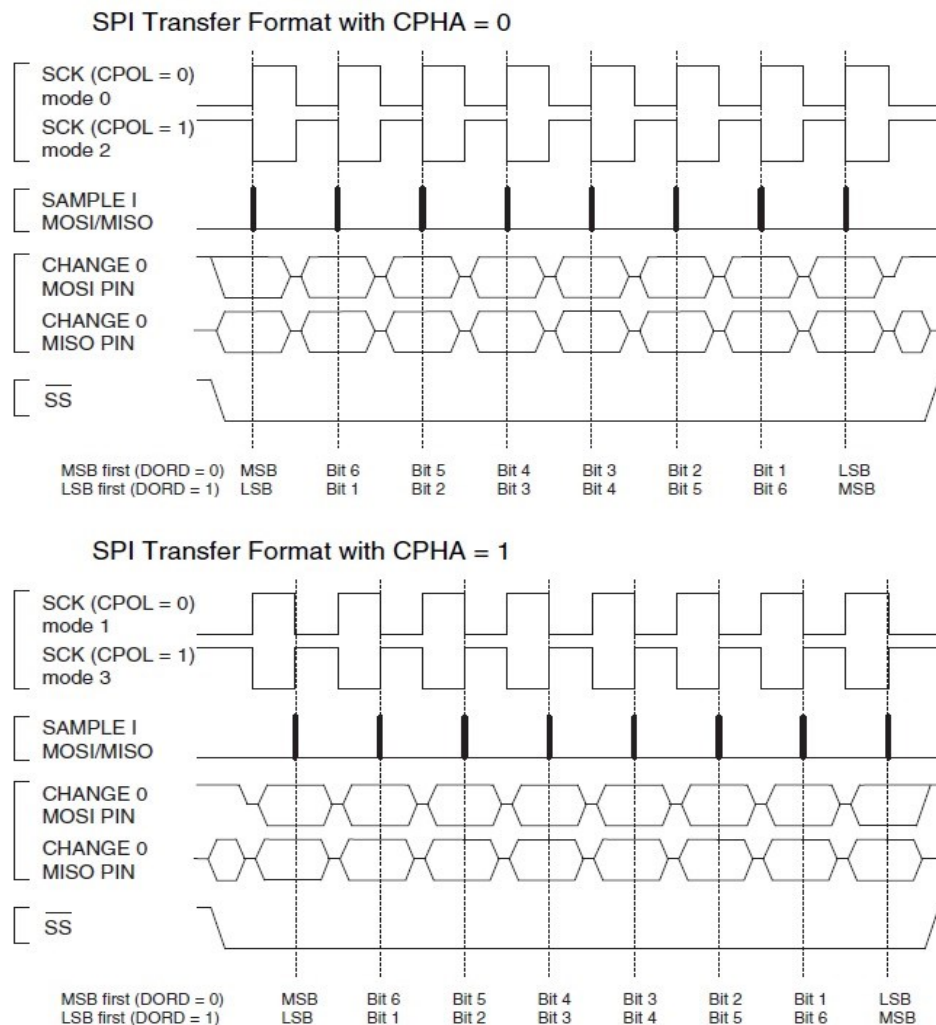 SPI Transfer Format with CPHA = 0
SCK (CPOL = 0)
mode 0
SCK (CPOL = 1)
mode 2
SAMPLE I
MOSI/MISO
CHANGE 0
MOSI PIN
CHANGE 0
MISO PIN
SS
MSB first (DORD = 0) MSB Bit 6 Bit 5 Bit 4 Bit 3 Bit 2 Bit 1 LSB
LSB first (DORD = 1) LSB Bit 1 Bit 2 Bit 3 Bit 4 Bit 5 Bit 6 MSB
SPI Transfer Format with CPHA = 1
SCK (CPOL = 0)
mode 1
SCK (CPOL = 1)
mode 3
SAMPLE I
MOSI/MISO
CHANGE 0
MOSI PIN
CHANGE 0
MISO PIN
SS
MSB first (DORD = 0) MSB Bit 6 Bit 5 Bit 4 Bit 3 Bit 2 Bit 1 LSB
LSB first (DORD = 1) LSB Bit 1 Bit 2 Bit 3 Bit 4 Bit 5 Bit 6 MSB